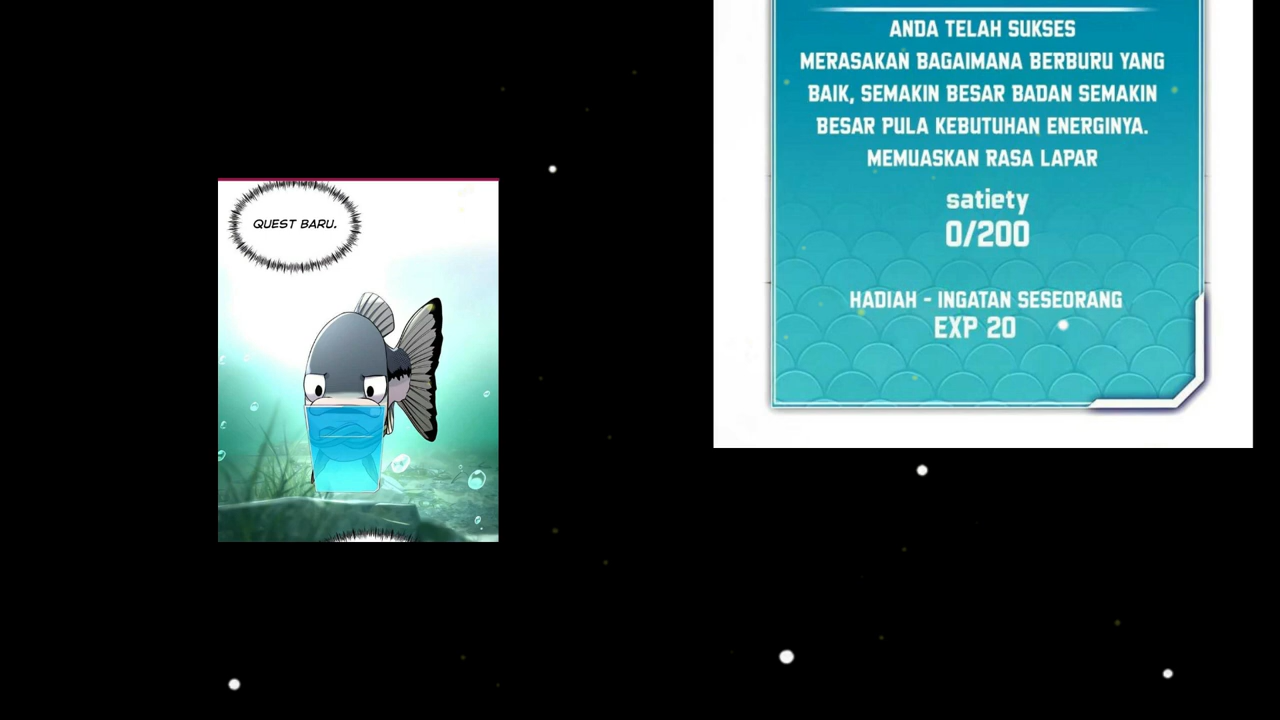 QUEST BARU.
ANDA TELAH SUKSES
MERASAKAN BAGAIMANA BERBURU YANG
BAIK, SEMAKIN BESAR BADAN SEMAKIN
BESAR PULA KEBUTUHAN ENERGINYA.
MEMUASKAN RASA LAPAR
satiety
0/200
HADIAH - INGATAN SESEORANG
EXP 20